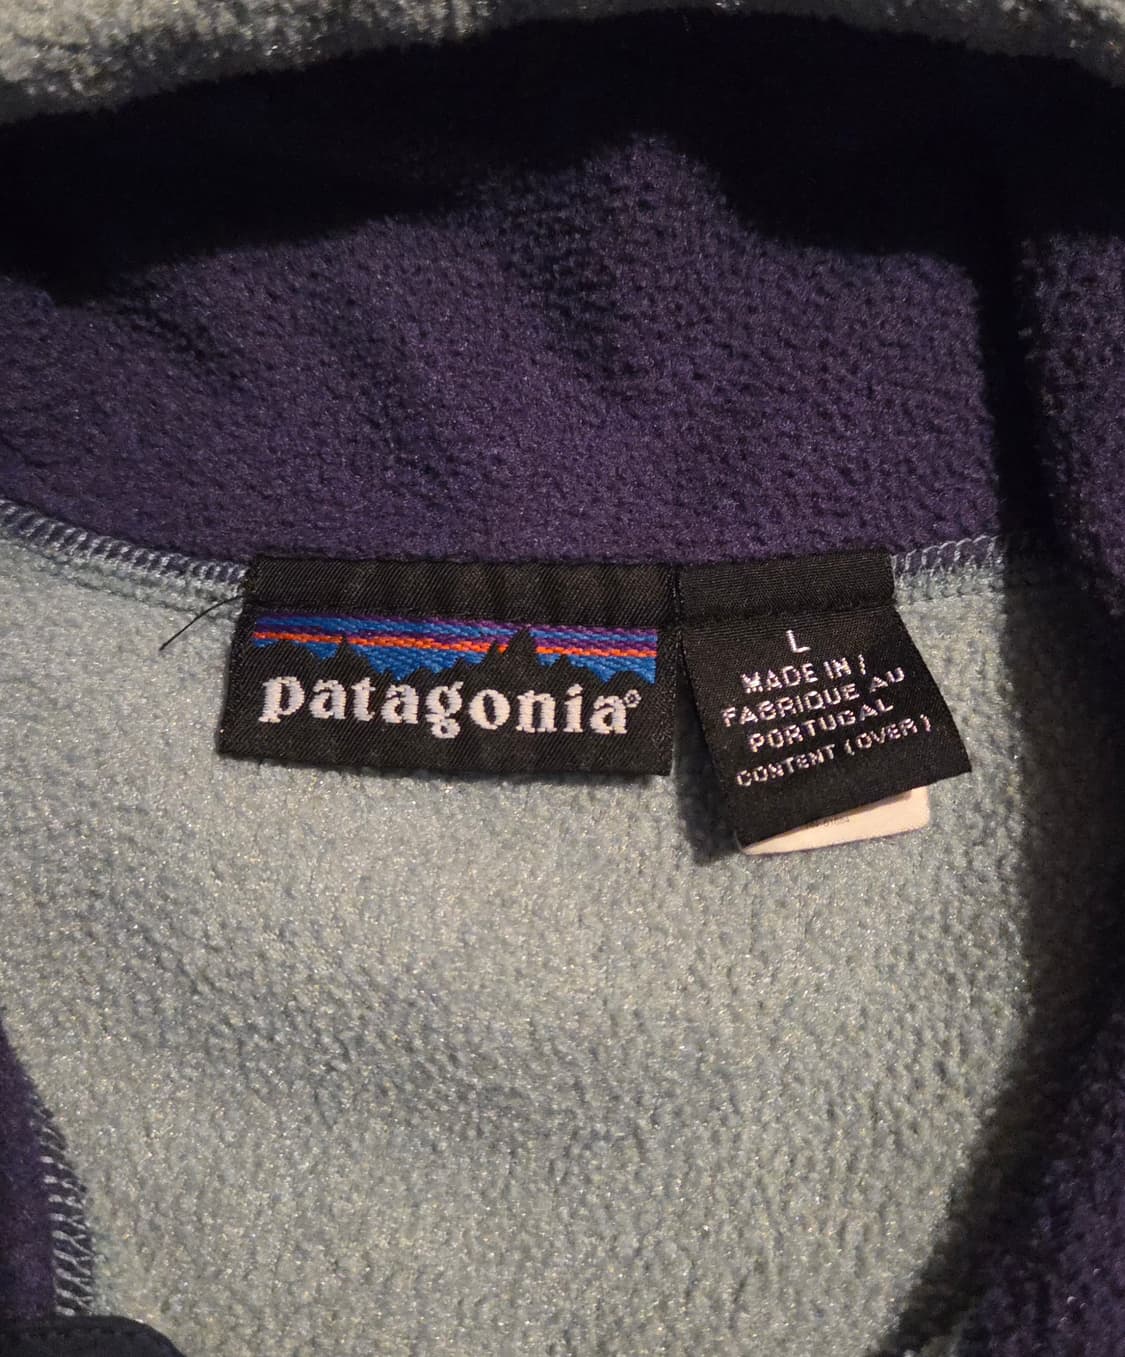 patagonia®
L
MADE IN /
FABRIQUE AU
PORTUGAL
CONTENT (OVER)